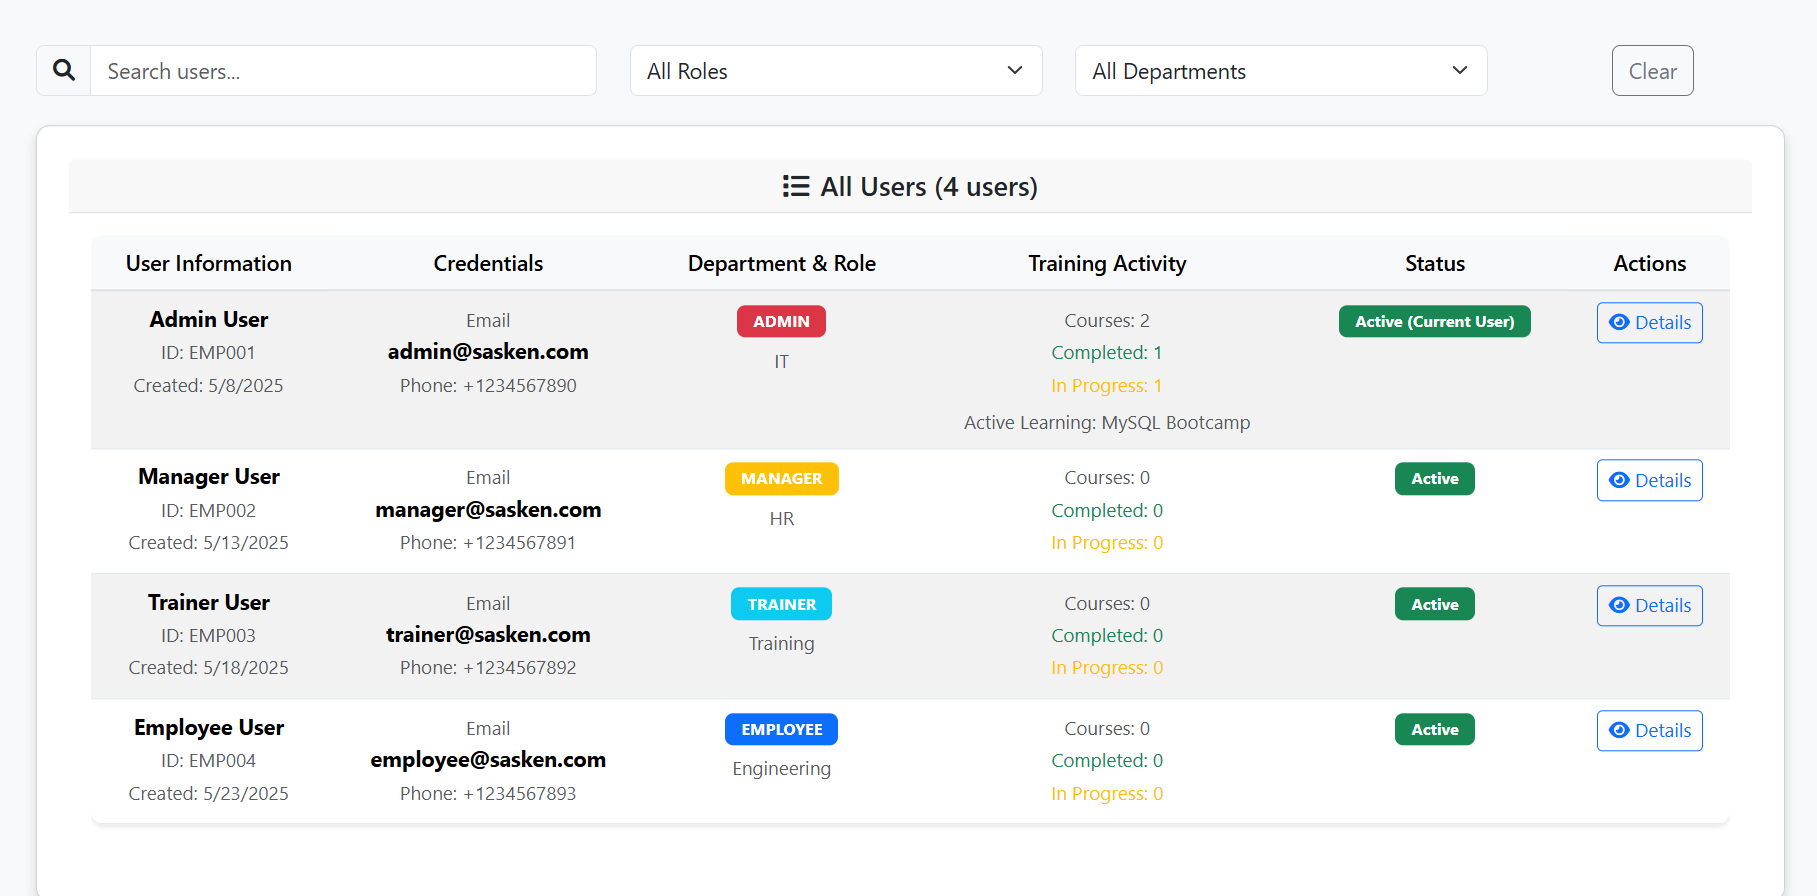 Search users...
All Roles
All Departments
Clear
All Users (4 users)
User Information Credentials Department & Role Training Activity Status Actions
Admin User
ID: EMP001
Created: 5/8/2025
Email
admin@sasken.com
Phone: +1234567890
ADMIN
IT
Courses: 2
Completed: 1
In Progress: 1
Active Learning: MySQL Bootcamp
Active (Current User)
Details
Manager User
ID: EMP002
Created: 5/13/2025
Email
manager@sasken.com
Phone: +1234567891
MANAGER
HR
Courses: 0
Completed: 0
In Progress: 0
Active
Details
Trainer User
ID: EMP003
Created: 5/18/2025
Email
trainer@sasken.com
Phone: +1234567892
TRAINER
Training
Courses: 0
Completed: 0
In Progress: 0
Active
Details
Employee User
ID: EMP004
Created: 5/23/2025
Email
employee@sasken.com
Phone: +1234567893
EMPLOYEE
Engineering
Courses: 0
Completed: 0
In Progress: 0
Active
Details